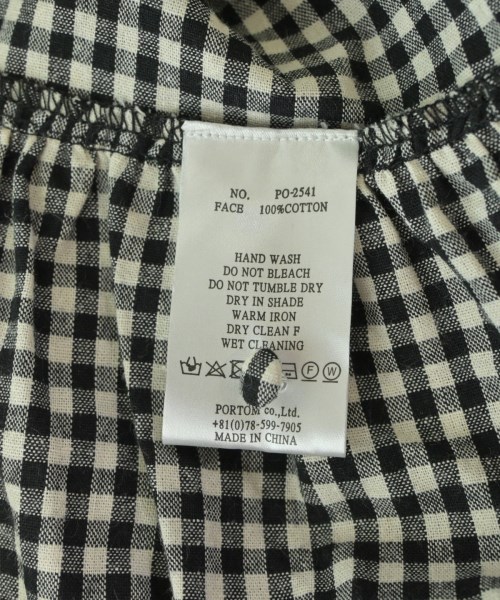 NO. PO-2541
FACE 100%COTTON
HAND WASH
DO NOT BLEACH
DO NOT TUMBLE DRY
DRY IN SHADE
WARM IRON
DRY CLEAN F
WET CLEANING
F W
PORTOM co.,Ltd.
+81(0)78-599-7905
MADE IN CHINA